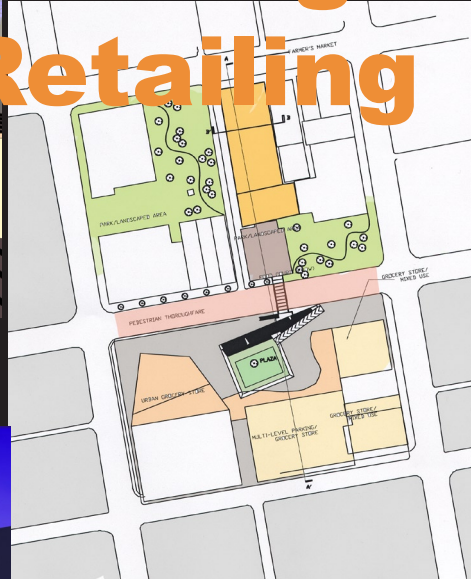 Retailing
FARMER'S MARKET
A
PARK/LANDSCAPED AREA
PARK/LANDSCAPED AREA
GROCERY STORE/
MIXED USE
PEDESTRIAN THOROUGHFARE
PLAZA
URBAN GROCERY STORE
GROCERY STORE/
MIXED USE
MULTI-LEVEL PARKING/
GROCERY STORE
A'